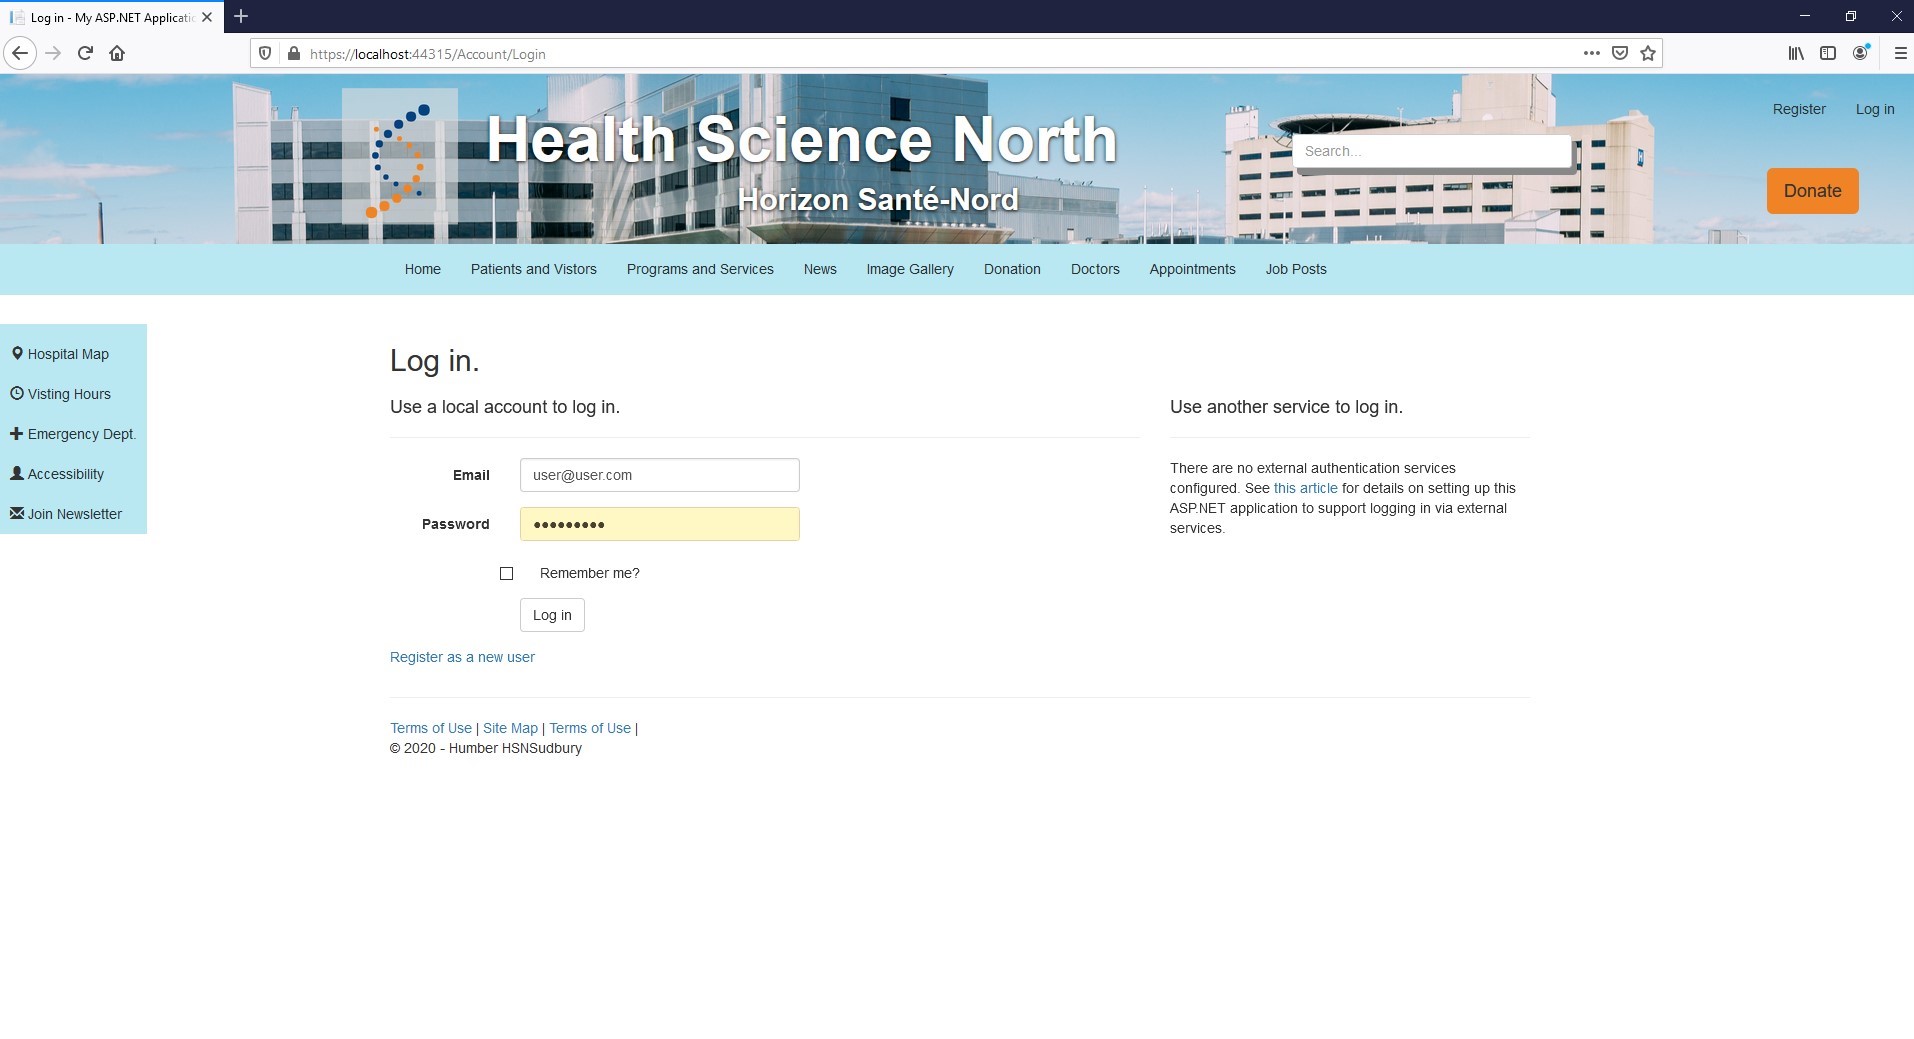 Log in - My ASP.NET Applicatio
https://localhost:44315/Account/Login
Register Log in
Health Science North
Search...
Horizon Santé-Nord
Donate
Home Patients and Vistors Programs and Services News Image Gallery Donation Doctors Appointments Job Posts
Hospital Map
Visting Hours
Emergency Dept.
Accessibility
Join Newsletter
Log in.
Use a local account to log in.
Email user@user.com
Password
Remember me?
Log in
Register as a new user
Use another service to log in.
There are no external authentication services
configured. See this article for details on setting up this
ASP.NET application to support logging in via external
services.
Terms of Use | Site Map | Terms of Use |
© 2020 - Humber HSNSudbury